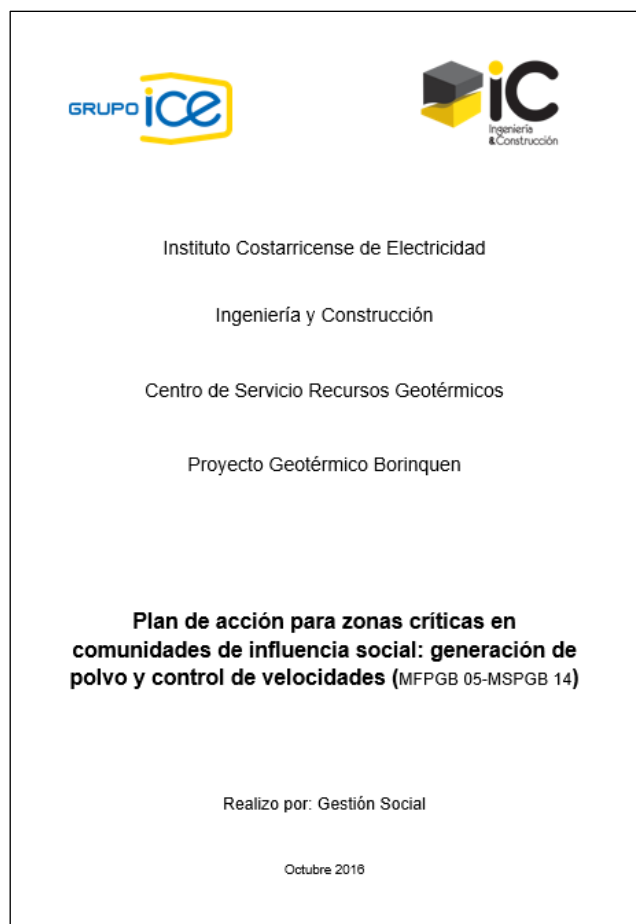 GRUPO ice
iC
Ingeniería
&Construcción
Instituto Costarricense de Electricidad
Ingeniería y Construcción
Centro de Servicio Recursos Geotérmicos
Proyecto Geotérmico Borinquen
Plan de acción para zonas críticas en
comunidades de influencia social: generación de
polvo y control de velocidades (MFPGB 05-MSPGB 14)
Realizo por: Gestión Social
Octubre 2016